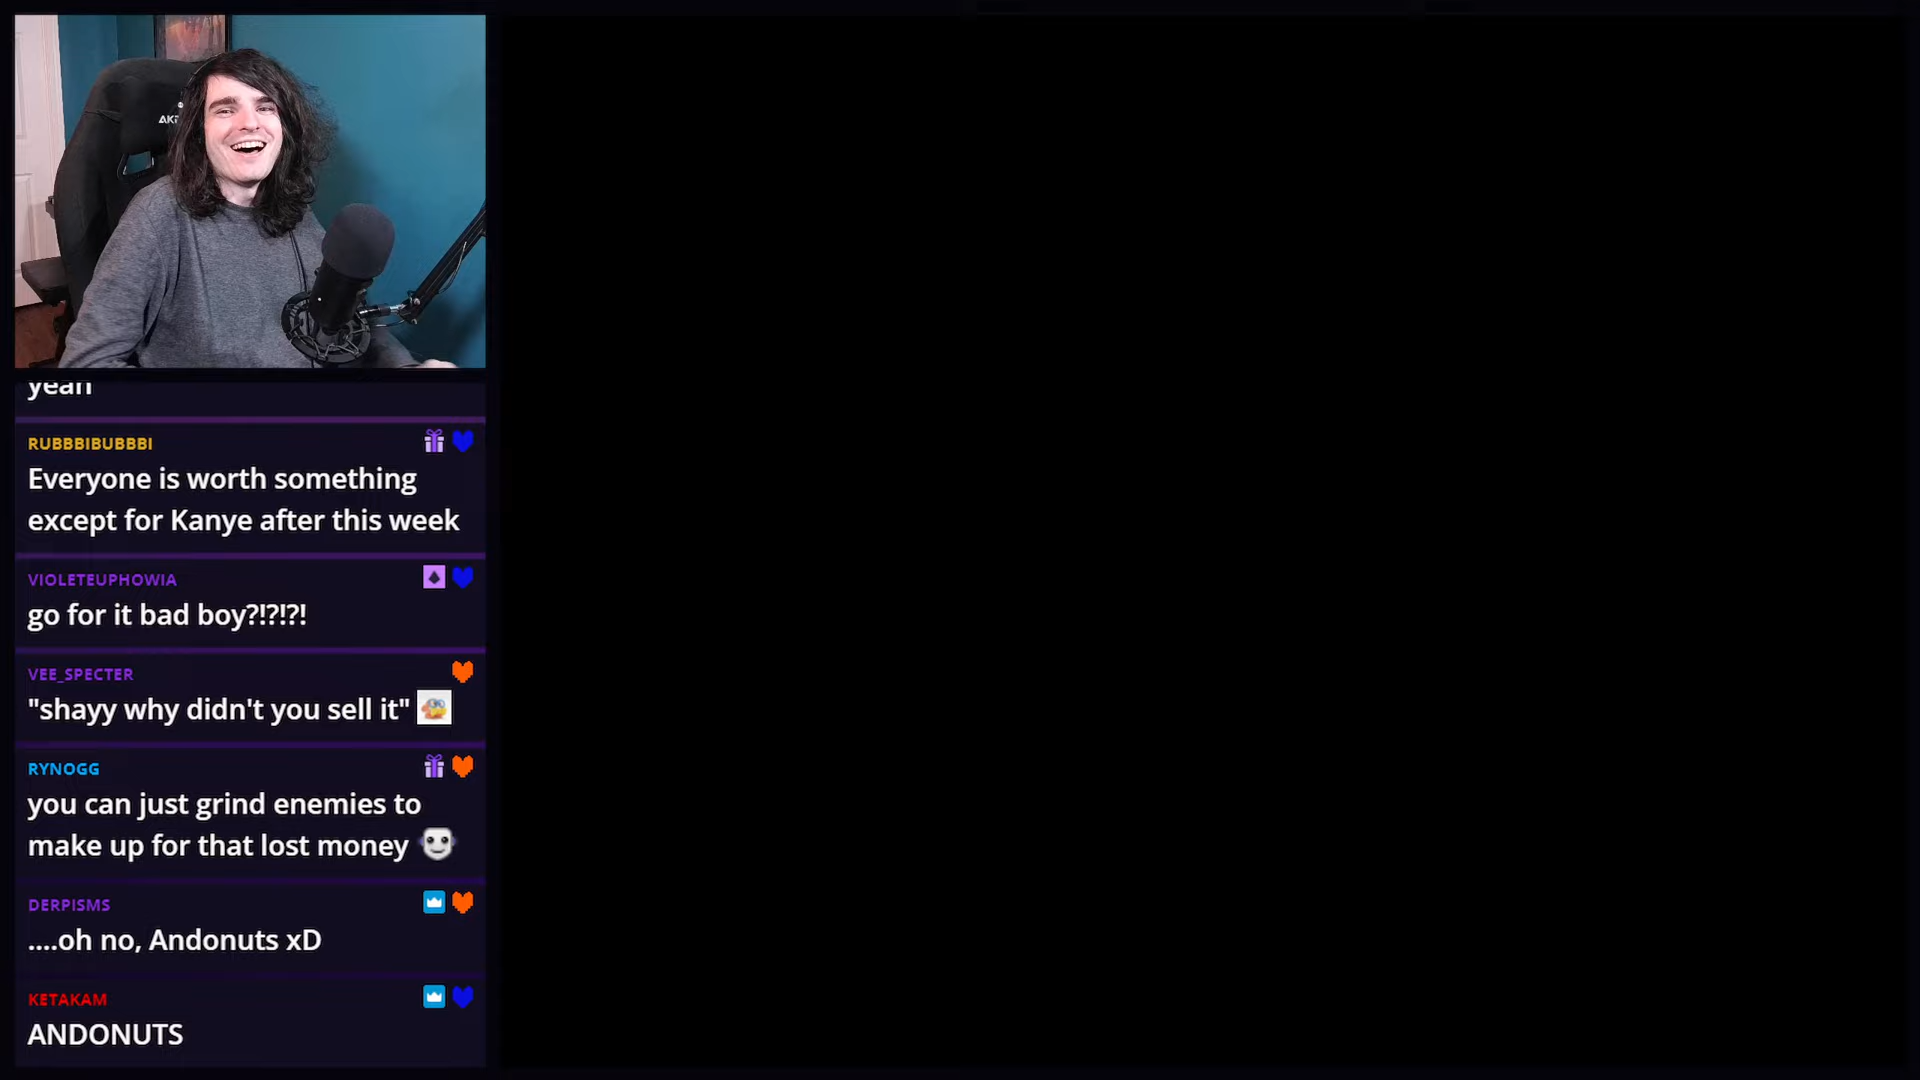 AK
yeah
RUBBBIBUBBBI
Everyone is worth something
except for Kanye after this week
VIOLETEUPHOWIA
go for it bad boy?!?!?!
VEE_SPECTER
"shayy why didn't you sell it"
RYNOGG
you can just grind enemies to
make up for that lost money
DERPISMS
....oh no, Andonuts xD
KETAKAM
ANDONUTS